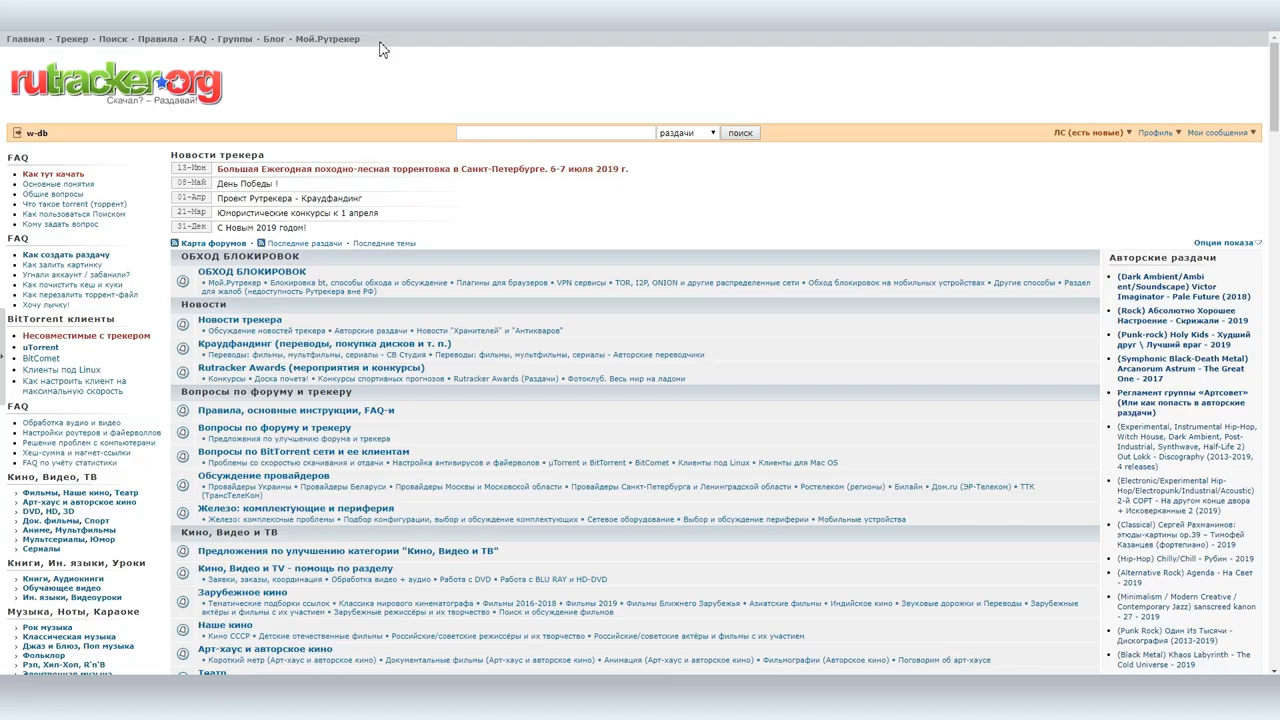 Главная · Трекер · Поиск · Правила · FAQ · Группы · Блог · Мой.Рутрекер
rutracker.org
Скачал? – Раздавай!
w-db
раздачи
поиск
ЛС (есть новые)
Профиль
Мои сообщения
FAQ
Как тут качать
Основные понятия
Общие вопросы
Что такое torrent (торрент)
Как пользоваться Поиском
Кому задать вопрос
FAQ
Как создать раздачу
Как залить картинку
Угнали аккаунт / забанили?
Как почистить кеш и куки
Как перезалить торрент-файл
Хочу лычку!
BitTorrent клиенты
Несовместимые с трекером
uTorrent
BitComet
Клиенты под Linux
Как настроить клиент на
максимальную скорость
FAQ
Обработка аудио и видео
Настройки роутеров и файерволлов
Решение проблем с компьютерами
Хеш-сумма и магнет-ссылки
FAQ по учёту статистики
Кино, Видео, ТВ
Фильмы, Наше кино, Театр
Арт-хаус и авторское кино
DVD, HD, 3D
Док. фильмы, Спорт
Аниме, Мультфильмы
Мультсериалы, Юмор
Сериалы
Книги, Ин. языки, Уроки
Книги, Аудиокниги
Обучающее видео
Ин. языки, Видеоуроки
Музыка, Ноты, Караоке
Рок музыка
Классическая музыка
Джаз и Блюз, Поп музыка
Фольклор
Рэп, Хип-Хоп, R'n'B
Электронная музыка
Новости трекера
13-Июн Большая Ежегодная походно-лесная торрентовка в Санкт-Петербурге. 6-7 июля 2019 г.
08-Май День Победы !
01-Апр Проект Рутрекера - Краудфандинг
21-Мар Юмористические конкурсы к 1 апреля
31-Дек С Новым 2019 годом!
Карта форумов · Последние раздачи · Последние темы
Опции показа
ОБХОД БЛОКИРОВОК
ОБХОД БЛОКИРОВОК
• Мой.Рутрекер • Блокировка bt, способы обхода и обсуждение • Плагины для браузеров • VPN сервисы • TOR, I2P, ONION и другие распределенные сети • Обход блокировок на мобильных устройствах • Другие способы • Раздел
для жалоб (недоступность Рутрекера вне РФ)
Новости
Новости трекера
• Обсуждение новостей трекера • Авторские раздачи • Новости "Хранителей" и "Антикваров"
Краудфандинг (переводы, покупка дисков и т. п.)
• Переводы: фильмы, мультфильмы, сериалы - СВ Студия • Переводы: фильмы, мультфильмы, сериалы - Авторские переводчики
Rutracker Awards (мероприятия и конкурсы)
• Конкурсы • Доска почета! • Конкурсы спортивных прогнозов • Rutracker Awards (Раздачи) • Фотоклуб. Весь мир на ладони
Вопросы по форуму и трекеру
Правила, основные инструкции, FAQ-и
Вопросы по форуму и трекеру
• Предложения по улучшению форума и трекера
Вопросы по BitTorrent сети и ее клиентам
• Проблемы со скоростью скачивания и отдачи • Настройка антивирусов и файерволов • µTorrent и BitTorrent • BitComet • Клиенты под Linux • Клиенты для Mac OS
Обсуждение провайдеров
• Провайдеры Украины • Провайдеры Беларуси • Провайдеры Москвы и Московской области • Провайдеры Санкт-Петербурга и Ленинградской области • Ростелеком (регионы) • Билайн • Дом.ru (ЭР-Телеком) • ТТК
(ТрансТелеКом)
Железо: комплектующие и периферия
• Железо: комплексные проблемы • Подбор конфигурации, выбор и обсуждение комплектующих • Сетевое оборудование • Выбор и обсуждение периферии • Мобильные устройства
Кино, Видео и ТВ
Предложения по улучшению категории "Кино, Видео и ТВ"
Кино, Видео и TV - помощь по разделу
• Заявки, заказы, координация • Обработка видео + аудио • Работа с DVD • Работа с BLU RAY и HD-DVD
Зарубежное кино
• Тематические подборки ссылок • Классика мирового кинематографа • Фильмы 2016-2018 • Фильмы 2019 • Фильмы Ближнего Зарубежья • Азиатские фильмы • Индийское кино • Звуковые дорожки и Переводы • Зарубежные
актёры и фильмы с их участием • Зарубежные режиссёры и их творчество • Поиск и обсуждение фильмов
Наше кино
• Кино СССР • Детские отечественные фильмы • Российские/советские режиссёры и их творчество • Российские/советские актёры и фильмы с их участием
Арт-хаус и авторское кино
• Короткий метр (Арт-хаус и авторское кино) • Документальные фильмы (Арт-хаус и авторское кино) • Анимация (Арт-хаус и авторское кино) • Фильмографии (Авторское кино) • Поговорим об арт-хаусе
Театр
Авторские раздачи
(Dark Ambient/Ambi
ent/Soundscape) Victor
Imaginator - Pale Future (2018)
(Rock) Абсолютно Хорошее
Настроение - Скрижали - 2019
(Punk-rock) Holy Kids - Худший
друг \ Лучший враг - 2019
(Symphonic Black-Death Metal)
Arcanorum Astrum - The Great
One - 2017
Регламент группы «Артсовет»
(Или как попасть в авторские
раздачи)
(Experimental, Instrumental Hip-Hop,
Witch House, Dark Ambient, Post-
Industrial, Synthwave, Half-Life 2)
Out Lokk - Discography (2013-2019,
4 releases)
(Electronic/Experimental Hip-
Hop/Electropunk/Industrial/Acoustic)
2-й СОРТ - На другом конце двора
+ Исковерканные 2 (2019)
(Classical) Сергей Рахманинов:
этюды-картины ор.39 – Тимофей
Казанцев (фортепиано) - 2019
(Hip-Hop) Chilly/Chill - Рубин - 2019
(Alternative Rock) Agenda - На Свет
- 2019
(Minimalism / Modern Creative /
Contemporary Jazz) sanscreed kanon
- 27 - 2019
(Punk Rock) Один Из Тысячи -
Дискография (2013-2019)
(Black Metal) Khaos Labyrinth - The
Cold Universe - 2019